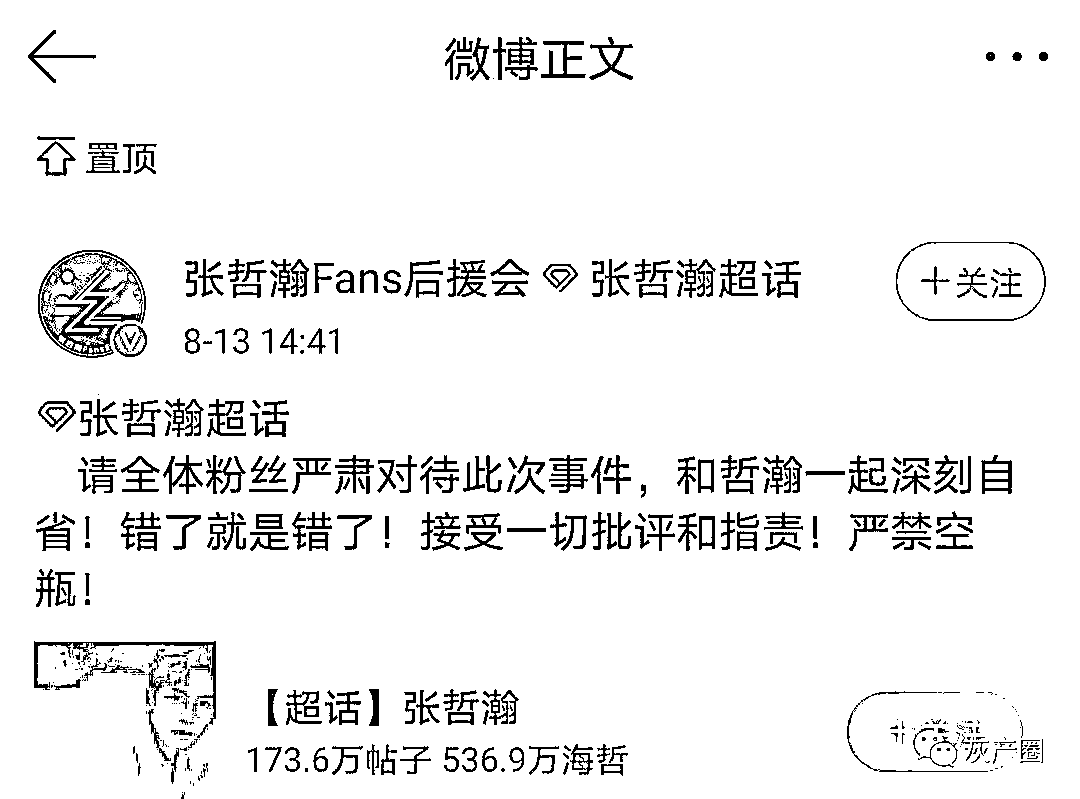 微博正文
置顶
张哲瀚Fans后援会 张哲瀚超话
+关注
8-13 14:41
张哲瀚超话
请全体粉丝严肃对待此次事件，和哲瀚一起深刻自
省！错了就是错了！接受一切批评和指责！严禁空
瓶！
【超话】张哲瀚
173.6万帖子 536.9万海哲
灰产圈